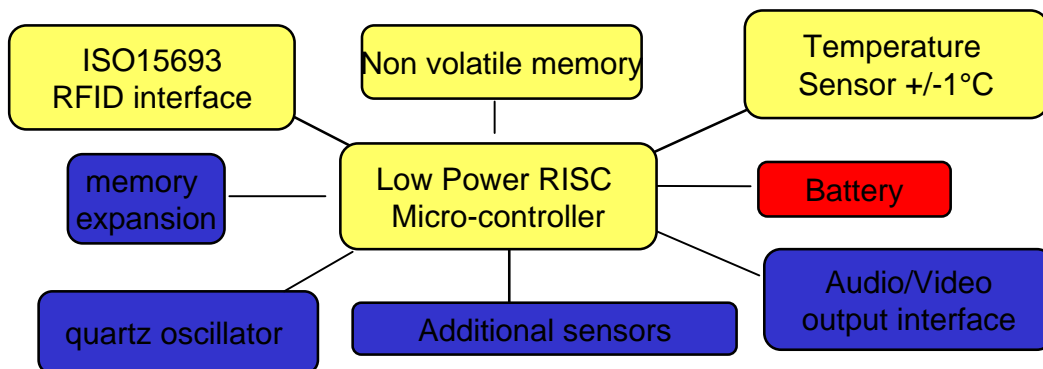 ISO15693
RFID interface
Non volatile memory
Temperature
Sensor +/-1°C
memory
expansion
Low Power RISC
Micro-controller
Battery
quartz oscillator
Additional sensors
Audio/Video
output interface